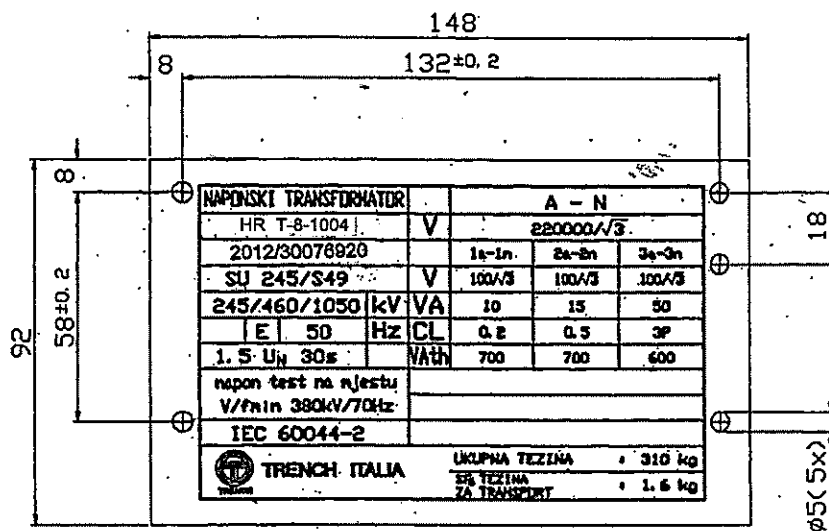 148
8
132±0,2
8
58±0,2
92
18
ø5(5x)
NAPONSKI TRANSFORMATOR
A - N
HR T-8-1004
V
220000/√3
2012/30076920
1a-1n
2a-2n
3a-3n
SU 245/S49
V
100/√3
100/√3
100/√3
245/460/1050
kV
VA
10
15
50
E
50
Hz
CL
0.2
0.5
3P
1.5 UN 30s
VAth
700
700
600
napon test na mjestu
V/fmin 380kV/70Hz
IEC 60044-2
TRENCH
TRENCH ITALIA
UKUPNA TEZINA : 310 kg
TEZINA : 1.6 kg
ZA TRANSPORT